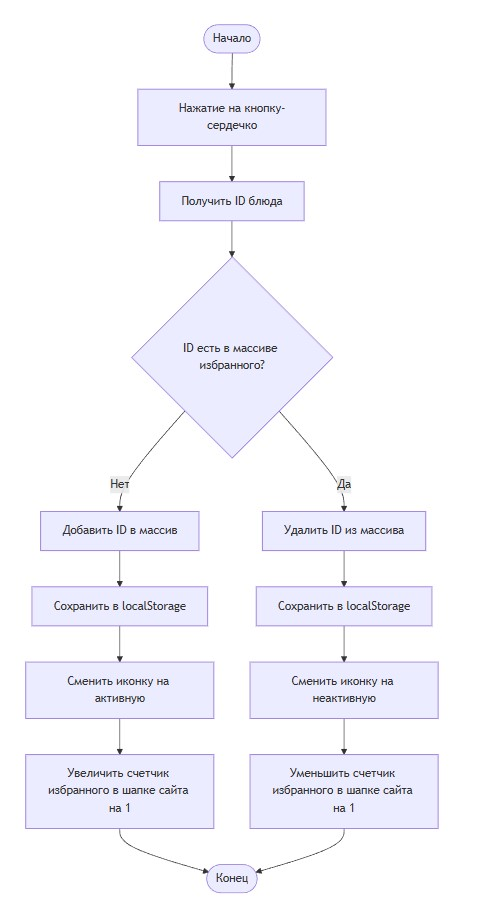 Начало
Нажатие на кнопку-
сердечко
Получить ID блюда
ID есть в массиве
избранного?
Нет
Да
Добавить ID в массив
Удалить ID из массива
Сохранить в localStorage
Сохранить в localStorage
Сменить иконку на
активную
Сменить иконку на
неактивную
Увеличить счетчик
избранного в шапке сайта
на 1
Уменьшить счетчик
избранного в шапке сайта
на 1
Конец